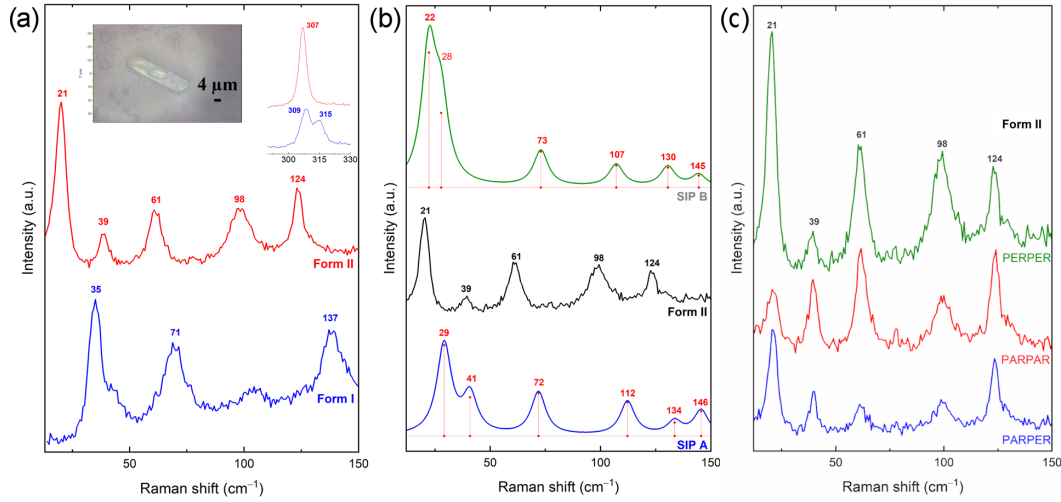 (a)
4 μm
307
309
315
300
315
330
21
39
61
98
124
Form II
35
71
137
Form I
Intensity (a.u.)
50
100
150
Raman shift (cm⁻¹)
(b)
22
28
73
107
130
145
SIP B
21
39
61
98
124
Form II
29
41
72
112
134
146
SIP A
Intensity (a.u.)
50
100
150
Raman shift (cm⁻¹)
(c)
21
39
61
98
124
Form II
PERPER
PARPAR
PARPER
Intensity (a.u.)
50
100
150
Raman shift (cm⁻¹)